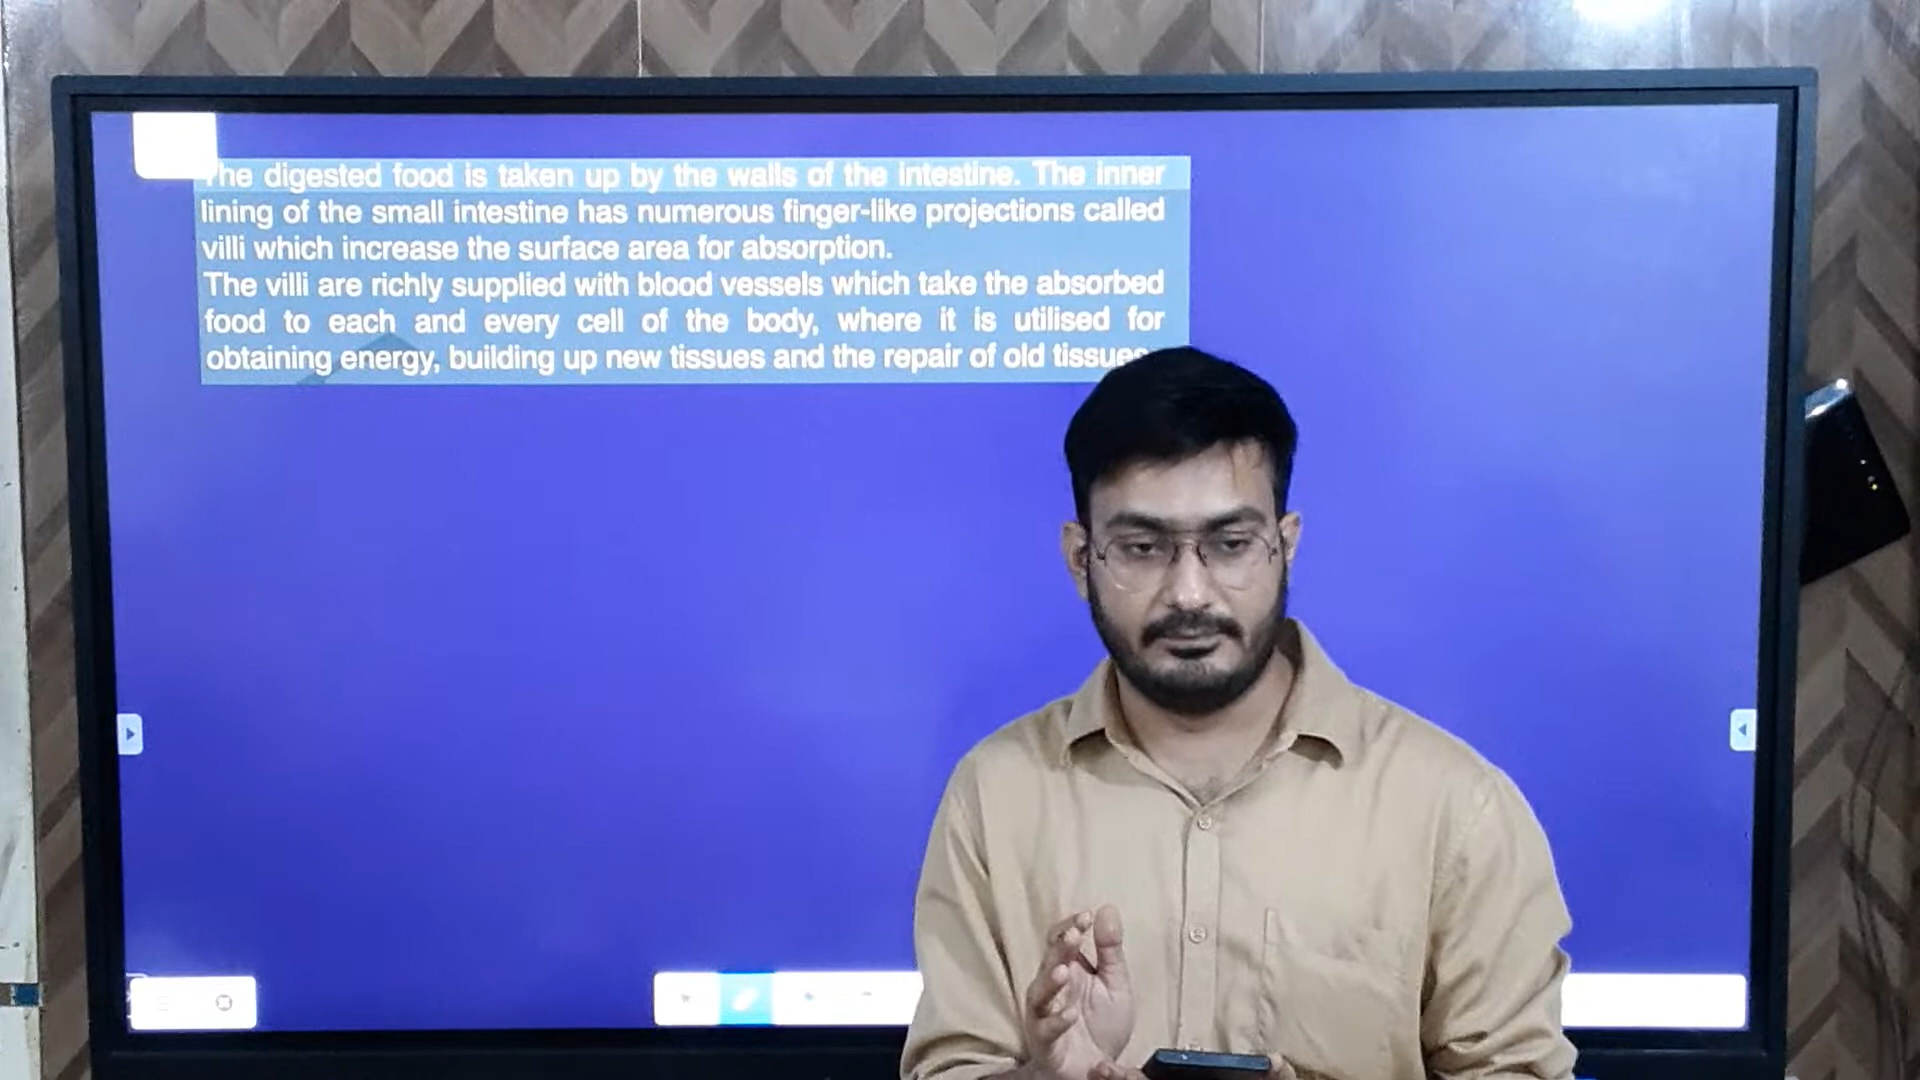 The digested food is taken up by the walls of the intestine. The inner
lining of the small intestine has numerous finger-like projections called
villi which increase the surface area for absorption.
The villi are richly supplied with blood vessels which take the absorbed
food to each and every cell of the body, where it is utilised for
obtaining energy, building up new tissues and the repair of old tissues